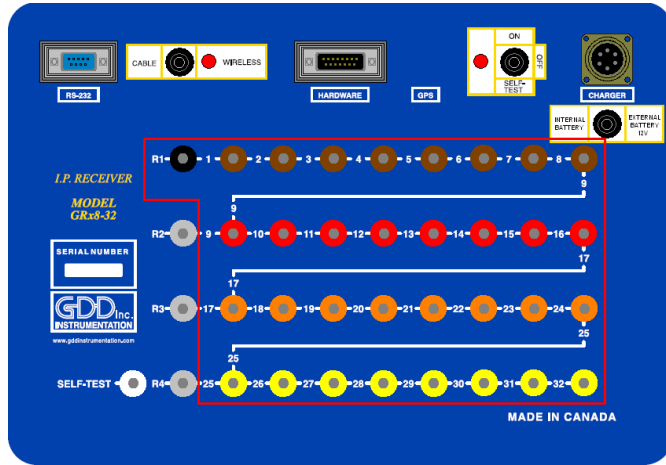 ON
CABLE
WIRELESS
OFF
SELF-
TEST
RS-232
HARDWARE
GPS
CHARGER
INTERNAL
BATTERY
EXTERNAL
BATTERY
12V
R1 1 2 3 4 5 6 7 8
9
I.P. RECEIVER
MODEL
GRx8-32
9
R2 9 10 11 12 13 14 15 16
17
SERIAL NUMBER
17
R3 17 18 19 20 21 22 23 24
GDD Inc.
INSTRUMENTATION
www.gddinstrumentation.com
25
25
SELF-TEST R4 25 26 27 28 29 30 31 32
MADE IN CANADA